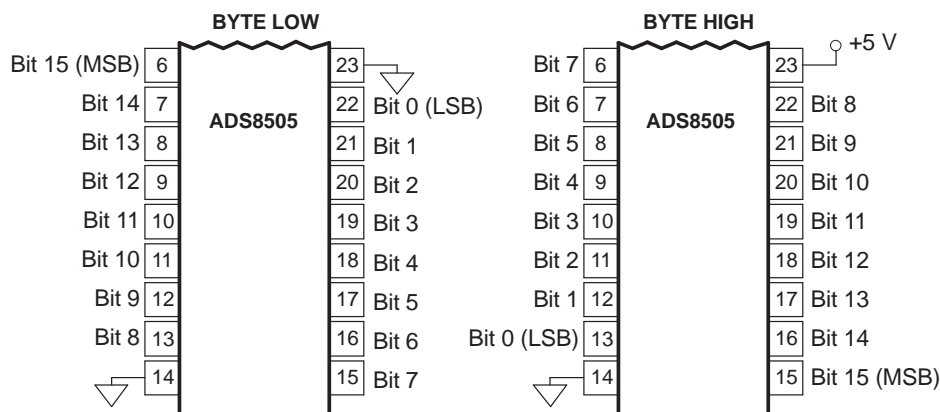 BYTE LOW
Bit 15 (MSB) 6
23
Bit 14 7
22 Bit 0 (LSB)
ADS8505
Bit 13 8
21 Bit 1
Bit 12 9
20 Bit 2
Bit 11 10
19 Bit 3
Bit 10 11
18 Bit 4
Bit 9 12
17 Bit 5
Bit 8 13
16 Bit 6
14
15 Bit 7
BYTE HIGH
Bit 7 6
23 +5 V
Bit 6 7
22 Bit 8
ADS8505
Bit 5 8
21 Bit 9
Bit 4 9
20 Bit 10
Bit 3 10
19 Bit 11
Bit 2 11
18 Bit 12
Bit 1 12
17 Bit 13
Bit 0 (LSB) 13
16 Bit 14
14
15 Bit 15 (MSB)